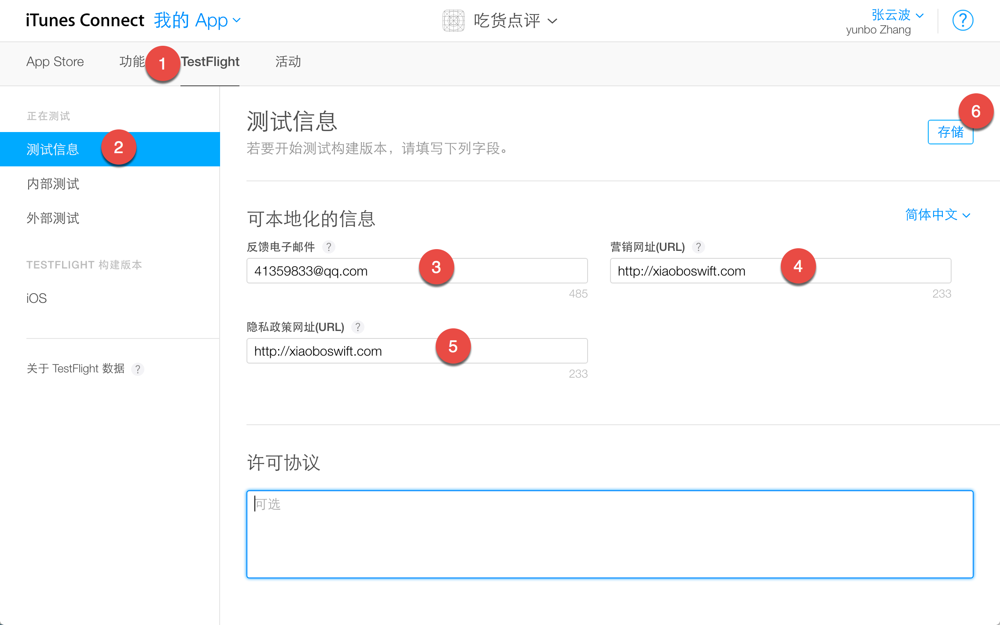 iTunes Connect 我的 App
吃货点评
张云波
yunbo Zhang
?
App Store 功能 1 TestFlight 活动
正在测试
测试信息 2
内部测试
外部测试
TESTFLIGHT 构建版本
iOS
关于 TestFlight 数据 ?
测试信息
若要开始测试构建版本，请填写下列字段。
6
存储
可本地化的信息
简体中文
反馈电子邮件 ?
41359833@qq.com 3
485
营销网址(URL) ?
http://xiaoboswift.com 4
233
隐私政策网址(URL) ?
http://xiaoboswift.com 5
233
许可协议
可选